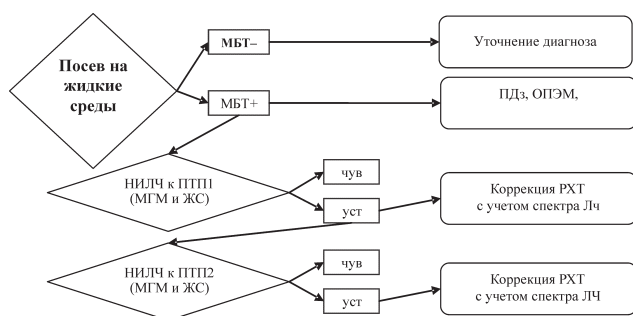 Посев на
жидкие
среды
МБТ–
Уточнение диагноза
МБТ+
ПДз, ОПЭМ,
НИЛЧ к ПТП1
(МГМ и ЖС)
чув
уст
Коррекция РХТ
с учетом спектра Лч
НИЛЧ к ПТП2
(МГМ и ЖС)
чув
уст
Коррекция РХТ
с учетом спектра ЛЧ